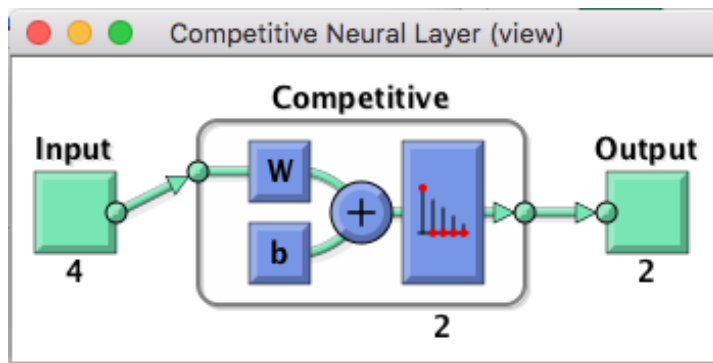 Competitive Neural Layer (view)
Competitive
Input
Output
W
b
+
4
2
2